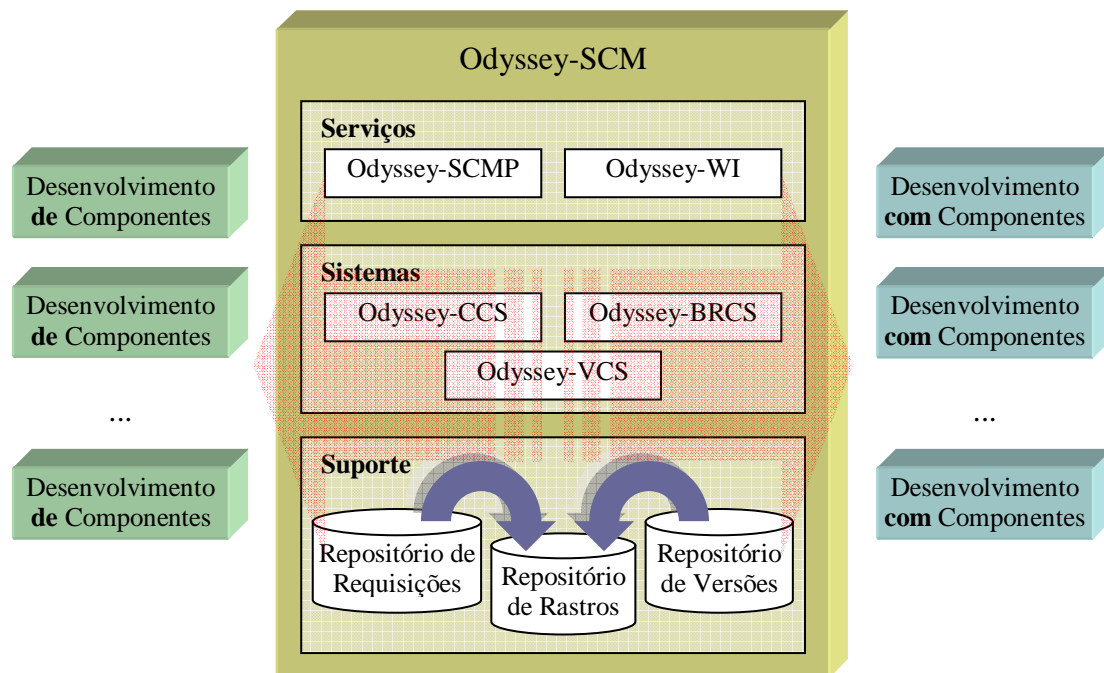 Odyssey-SCM
Serviços
Odyssey-SCMP
Odyssey-WI
Sistemas
Odyssey-CCS
Odyssey-BRCS
Odyssey-VCS
Suporte
Repositório de
Requisições
Repositório
de Rastros
Repositório
de Versões
Desenvolvimento
de Componentes
Desenvolvimento
de Componentes
...
Desenvolvimento
de Componentes
Desenvolvimento
com Componentes
Desenvolvimento
com Componentes
...
Desenvolvimento
com Componentes